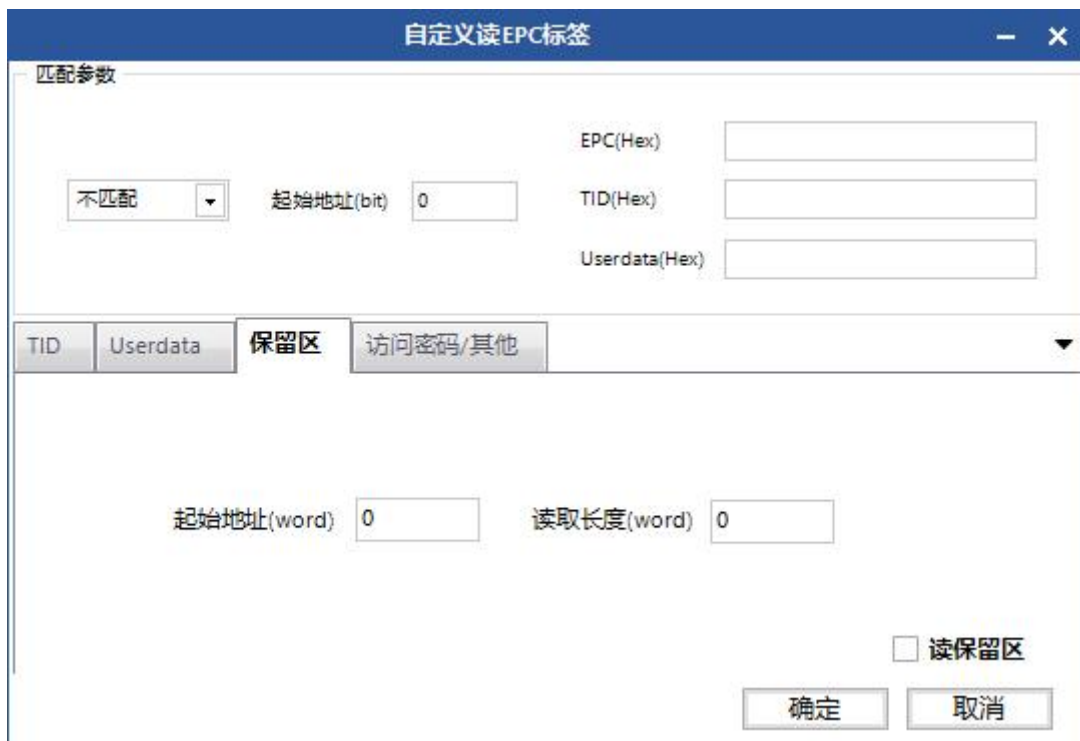 自定义读EPC标签
匹配参数
EPC(Hex)
不匹配 起始地址(bit) 0 TID(Hex)
Userdata(Hex)
TID Userdata 保留区 访问密码/其他
起始地址(word) 0 读取长度(word) 0
读保留区
确定 取消